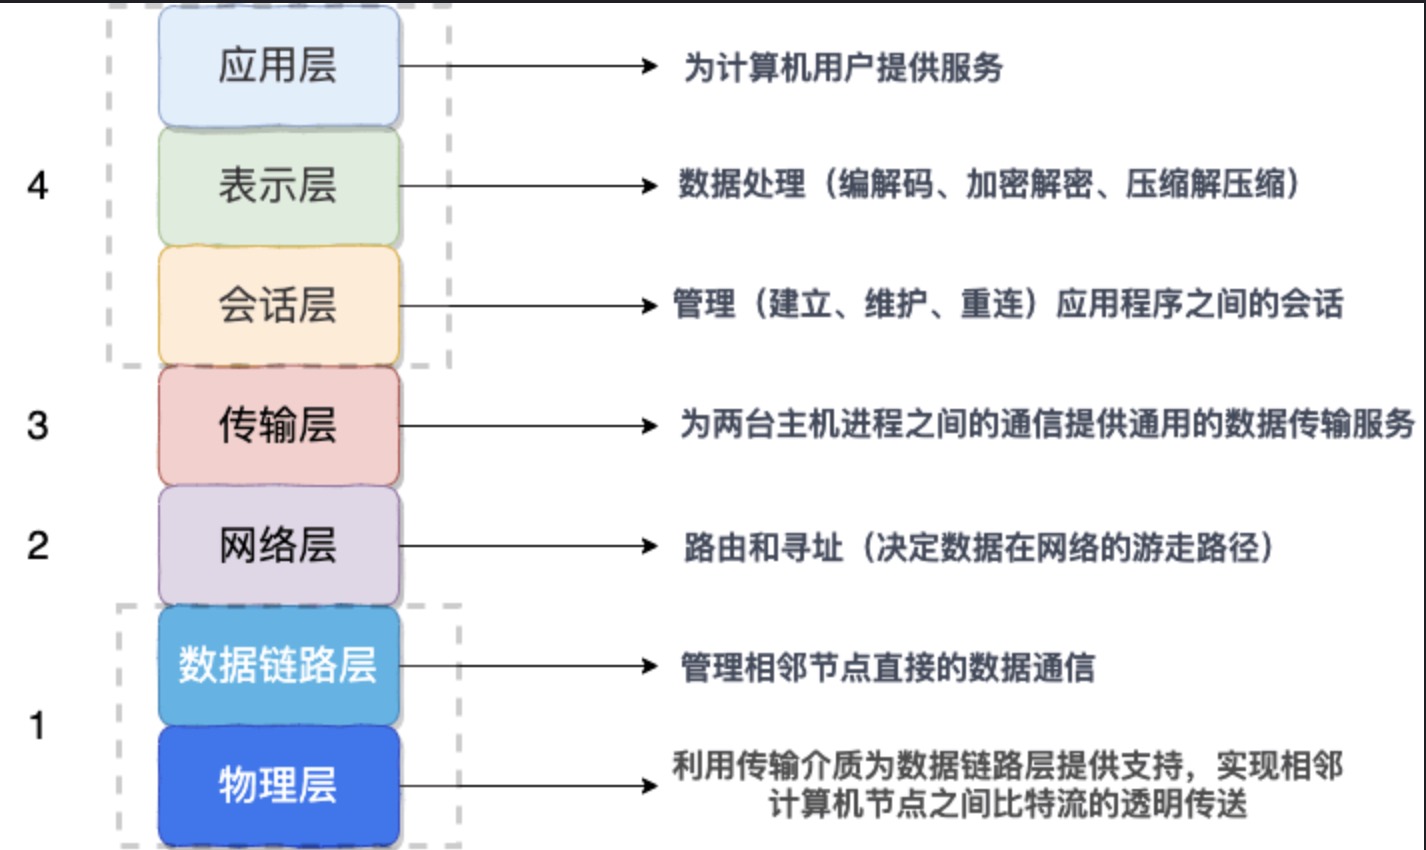 应用层
为计算机用户提供服务
4
表示层
数据处理（编解码、加密解密、压缩解压缩）
会话层
管理（建立、维护、重连）应用程序之间的会话
3
传输层
为两台主机进程之间的通信提供通用的数据传输服务
2
网络层
路由和寻址（决定数据在网络的游走路径）
数据链路层
管理相邻节点直接的数据通信
1
物理层
利用传输介质为数据链路层提供支持，实现相邻
计算机节点之间比特流的透明传送